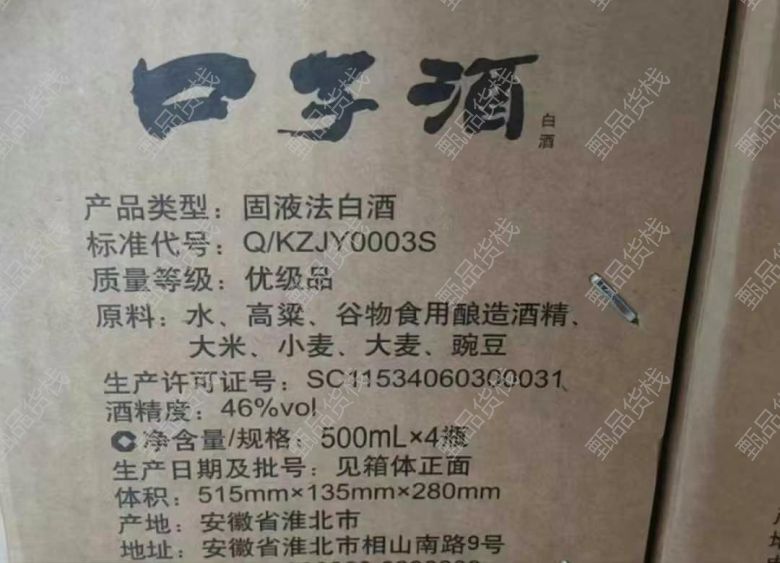 口子酒
白酒
产品类型：固液法白酒
标准代号：Q/KZJY0003S
质量等级：优级品
原料：水、高粱、谷物食用酿造酒精、
大米、小麦、大麦、豌豆
生产许可证号：SC11534060300031
酒精度：46%vol
净含量/规格：500mL×4瓶
生产日期及批号：见箱体正面
体积：515mm×135mm×280mm
产地：安徽省淮北市
地址：安徽省淮北市相山南路9号
甄品货栈